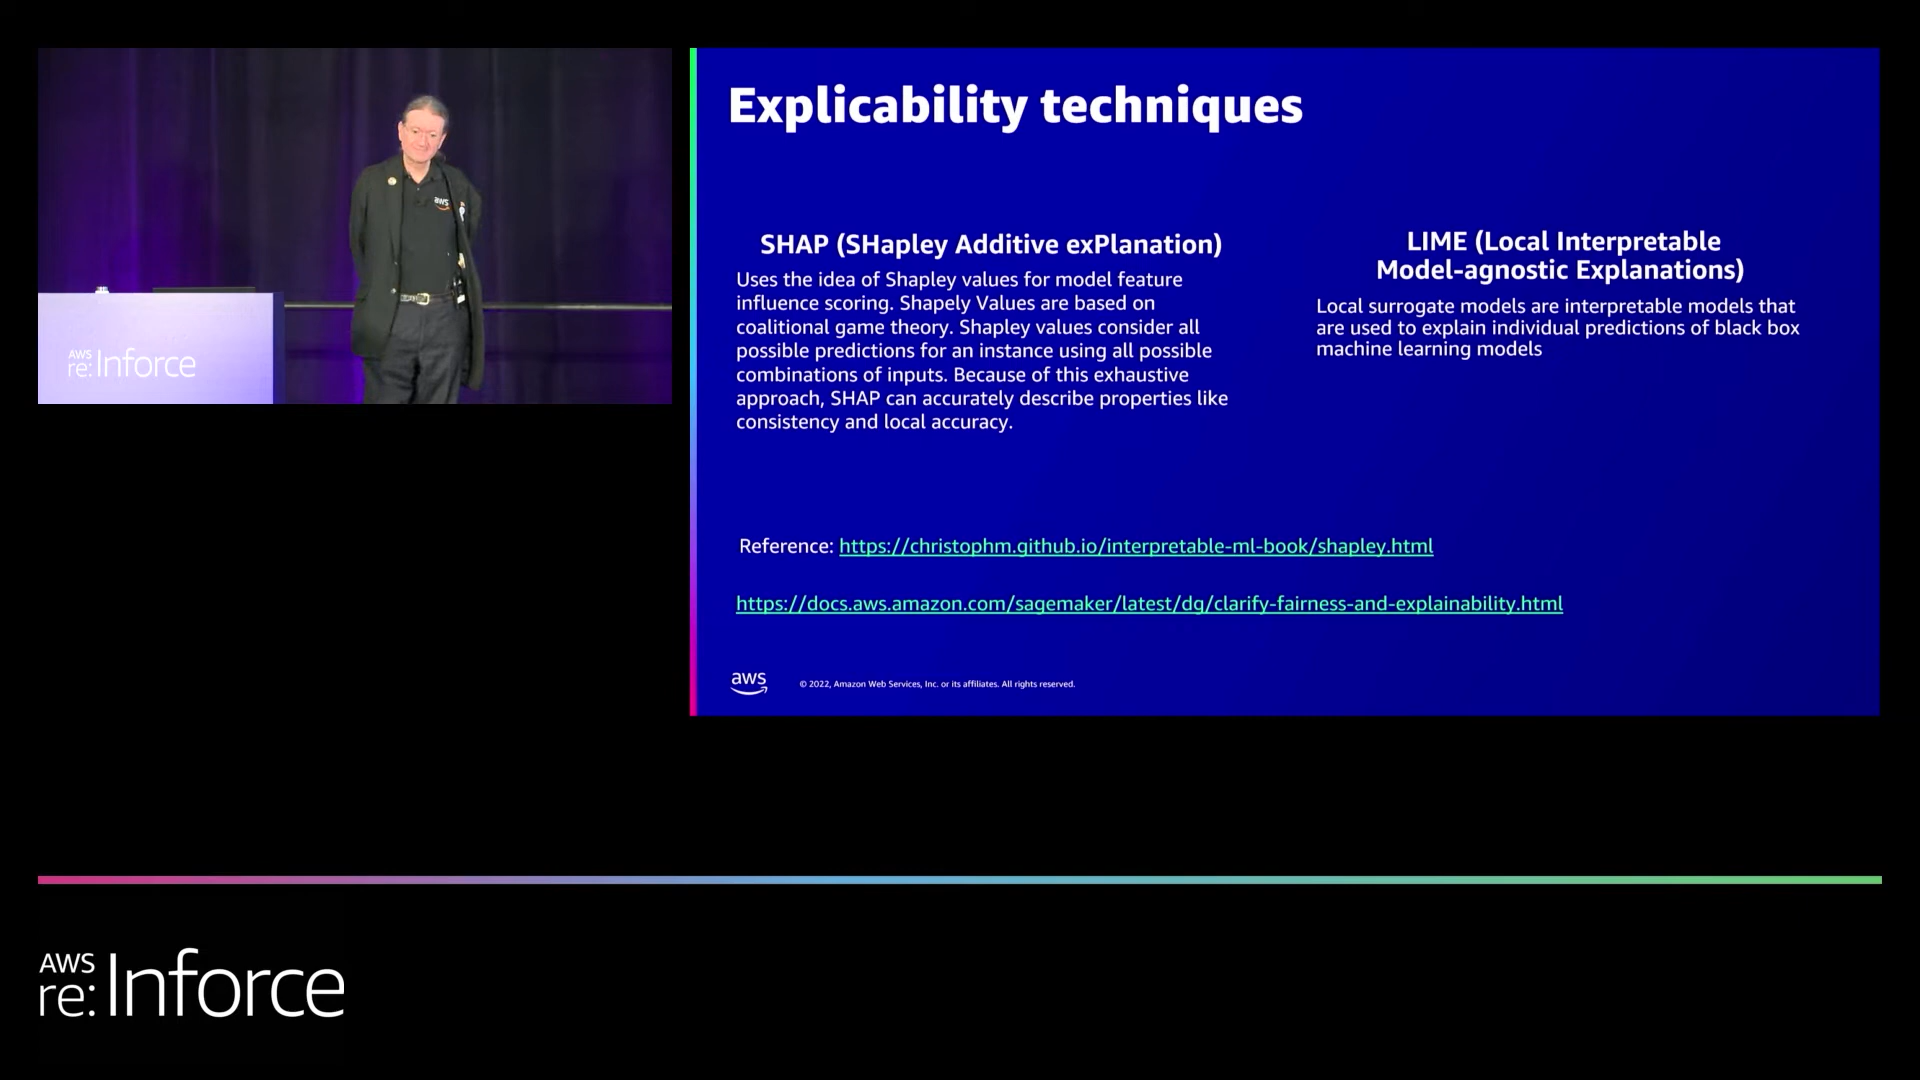 aws
AWS
re:Inforce
Explicability techniques
SHAP (SHapley Additive exPlanation)
Uses the idea of Shapley values for model feature
influence scoring. Shapely Values are based on
coalitional game theory. Shapley values consider all
possible predictions for an instance using all possible
combinations of inputs. Because of this exhaustive
approach, SHAP can accurately describe properties like
consistency and local accuracy.
LIME (Local Interpretable
Model-agnostic Explanations)
Local surrogate models are interpretable models that
are used to explain individual predictions of black box
machine learning models
Reference: https://christophm.github.io/interpretable-ml-book/shapley.html
https://docs.aws.amazon.com/sagemaker/latest/dg/clarify-fairness-and-explainability.html
aws
© 2022, Amazon Web Services, Inc. or its affiliates. All rights reserved.
AWS
re:Inforce